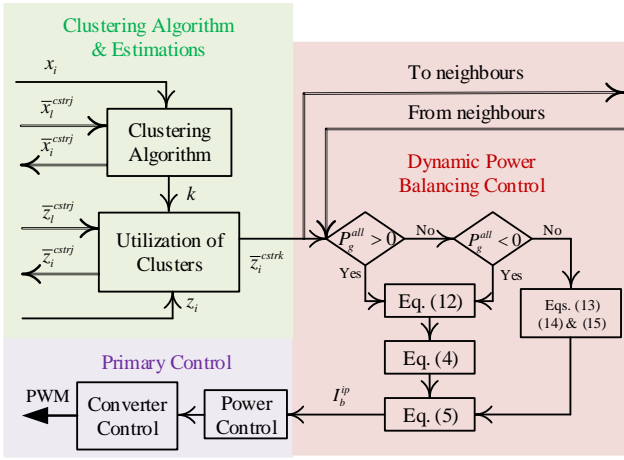 Clustering Algorithm
& Estimations
x_i
x̅_l^{cstrj}
x̅_i^{cstrj}
Clustering
Algorithm
k
z̅_l^{cstrj}
z̅_i^{cstrj}
Utilization of
Clusters
z_i
z̅_i^{cstrk}
To neighbours
From neighbours
Dynamic Power
Balancing Control
P_g^{all} > 0
No
P_g^{all} < 0
No
Yes
Yes
Eq. (12)
Eqs. (13)
(14) & (15)
Eq. (4)
Eq. (5)
I_b^{ip}
Primary Control
PWM
Converter
Control
Power
Control